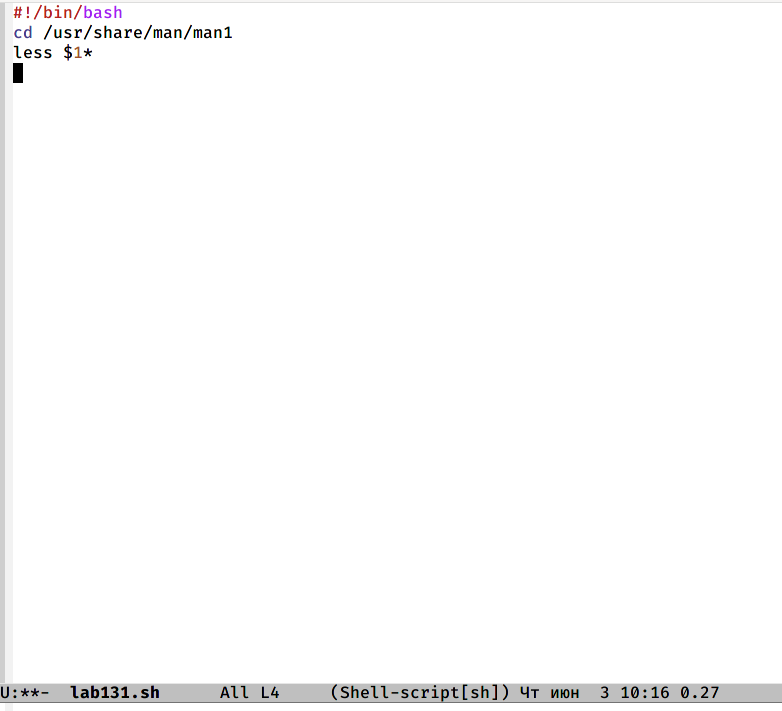 #!/bin/bash
cd /usr/share/man/man1
less $1*
U:**-  lab131.sh      All L4     (Shell-script[sh]) Чт июн  3 10:16 0.27